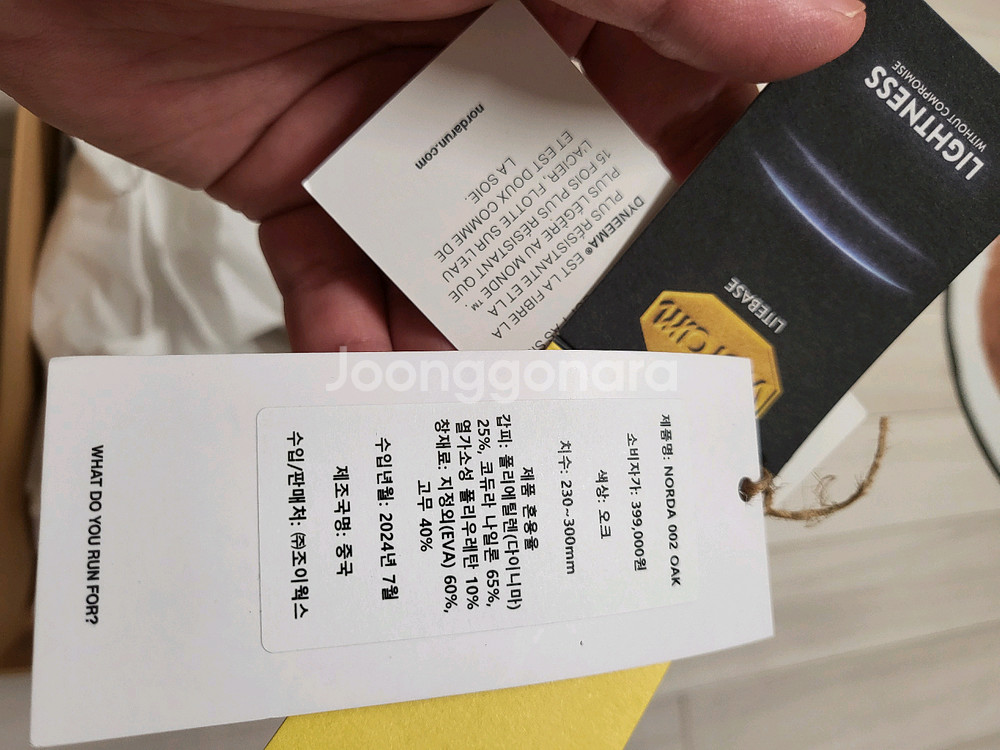 제품명: NORDA 002 OAK
소비자가: 399,000원
색상: 오크
치수: 230~300mm
제품 혼용율
갑피: 폴리에틸렌(다이니마)
25%, 코듀라 나일론 65%,
열가소성 폴리우레탄 10%
창재료: 지정외(EVA) 60%,
고무 40%
수입년월: 2024년 7월
제조국명: 중국
수입/판매처: ㈜조이웍스
WHAT DO YOU RUN FOR?
DYNEEMA® EST LA FIBRE LA
PLUS RÉSISTANTE ET LA
PLUS LÉGÈRE AU MONDE™
15 FOIS PLUS RÉSISTANT QUE
L'ACIER, FLOTTE SUR L'EAU
ET EST DOUX COMME DE
LA SOIE.
nordarun.com
LIGHTNESS
WITHOUT COMPROMISE
LITEBASE
Joonggonara